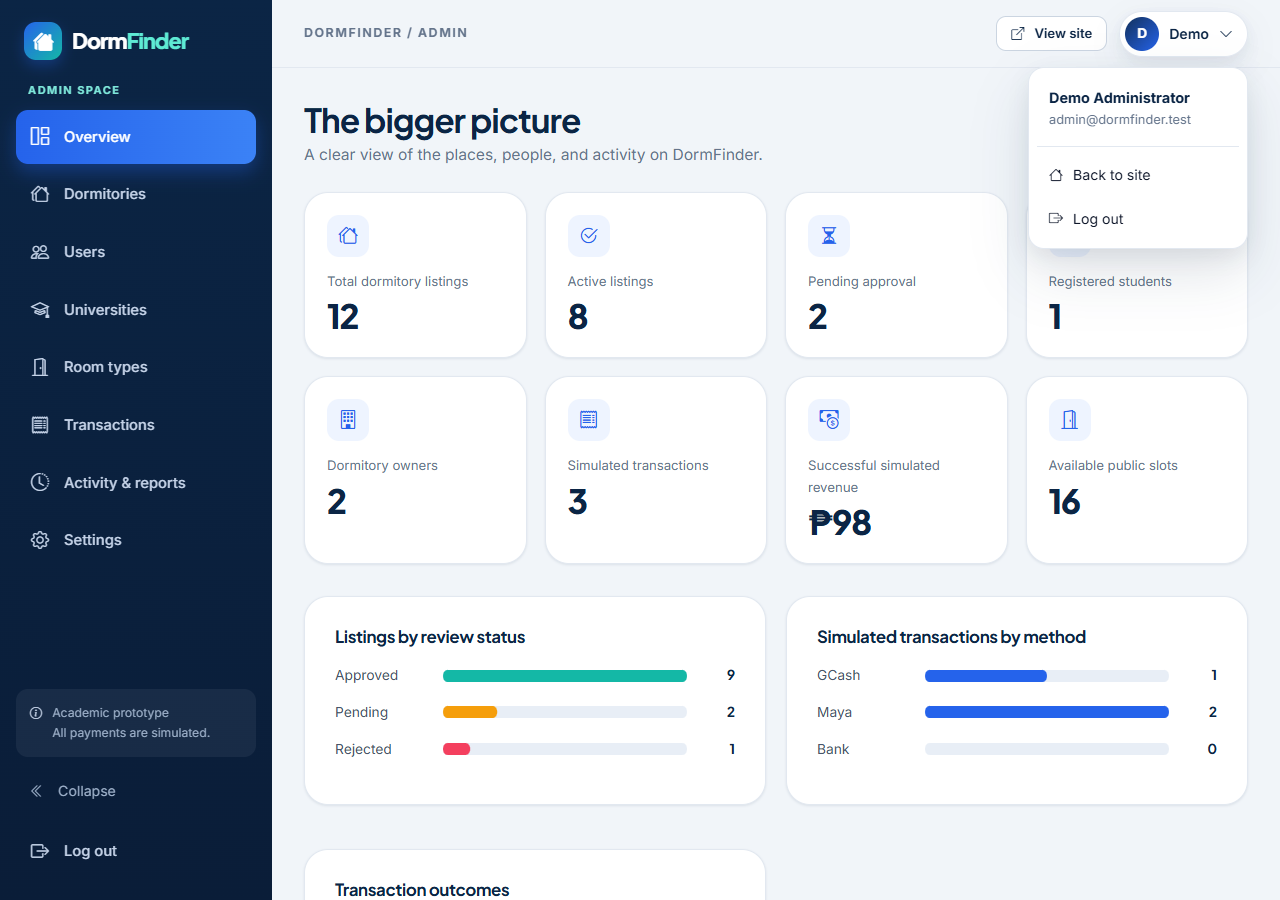 DormFinder
ADMIN SPACE
Overview
Dormitories
Users
Universities
Room types
Transactions
Activity & reports
Settings
Academic prototype
All payments are simulated.
Collapse
Log out
DORMFINDER / ADMIN
View site
D
Demo
Demo Administrator
admin@dormfinder.test
Back to site
Log out
The bigger picture
A clear view of the places, people, and activity on DormFinder.
Total dormitory listings
12
Active listings
8
Pending approval
2
Registered students
1
Dormitory owners
2
Simulated transactions
3
Successful simulated
revenue
₱98
Available public slots
16
Listings by review status
Approved 9
Pending 2
Rejected 1
Simulated transactions by method
GCash 1
Maya 2
Bank 0
Transaction outcomes